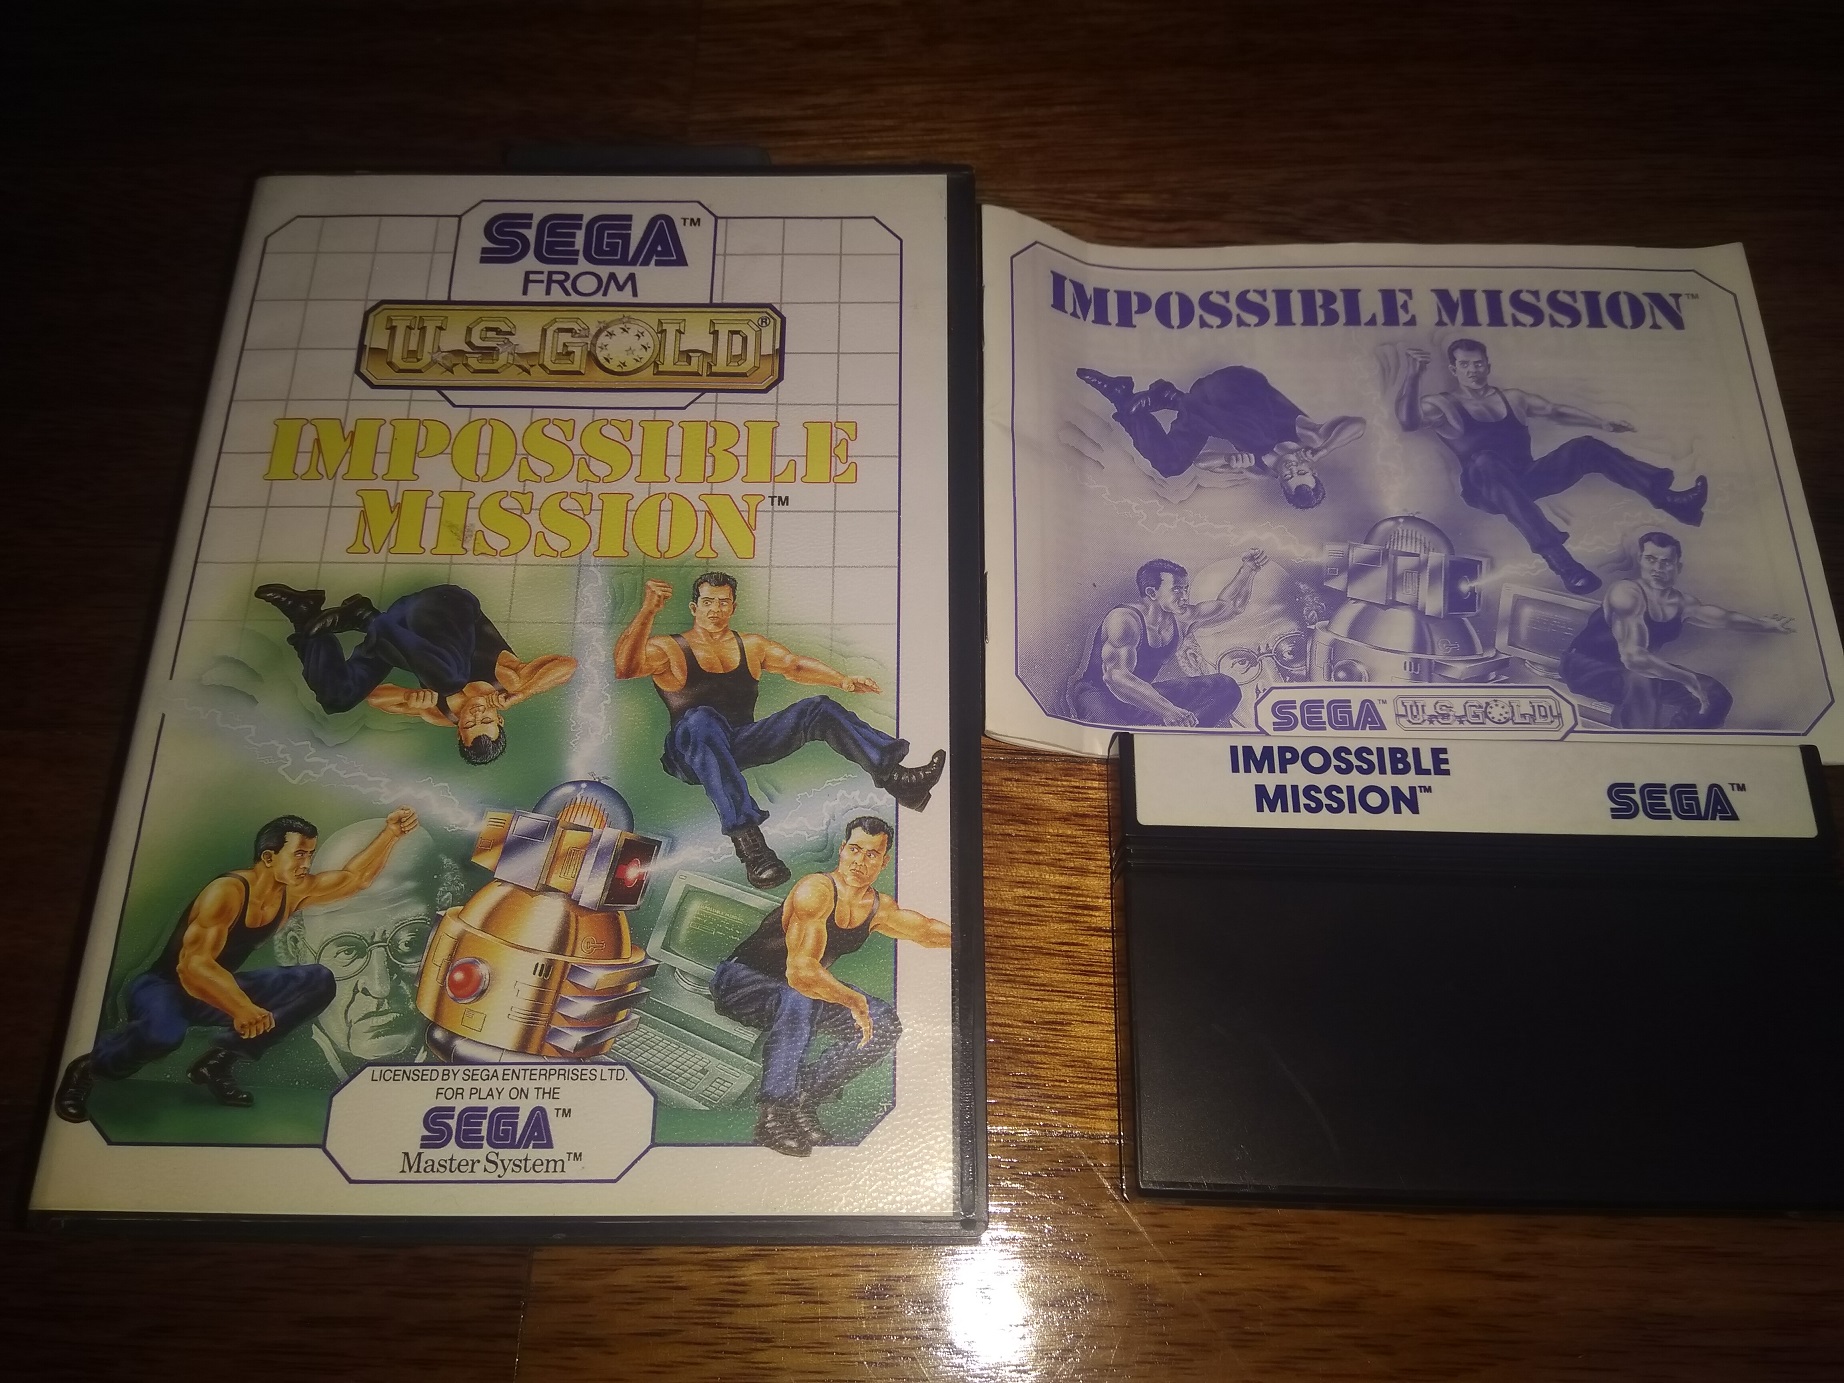 SEGA™
FROM
U.S.GOLD®
IMPOSSIBLE
MISSION™
LICENSED BY SEGA ENTERPRISES LTD.
FOR PLAY ON THE
SEGA™
Master System™
IMPOSSIBLE MISSION™
SEGA™ U.S.GOLD
IMPOSSIBLE
MISSION™
SEGA™